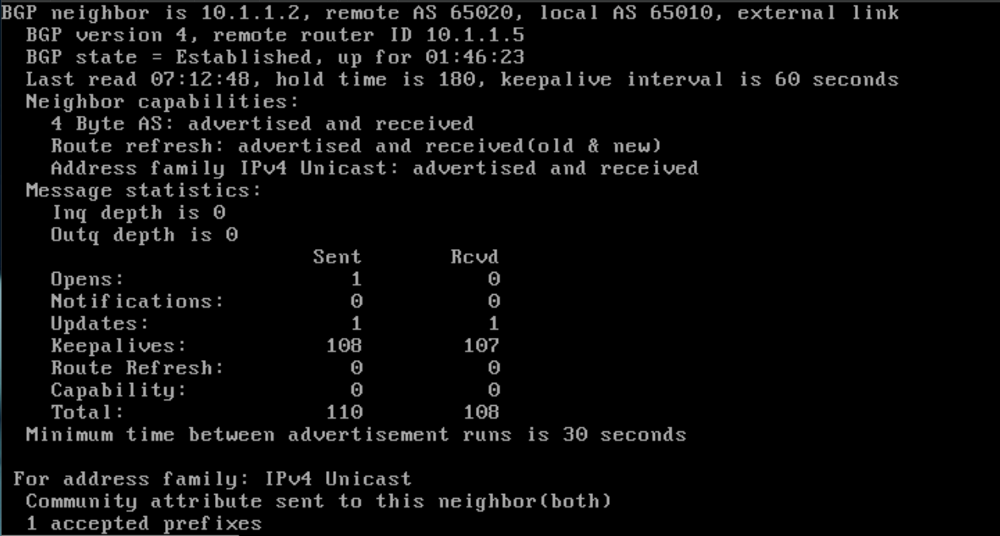 BGP neighbor is 10.1.1.2, remote AS 65020, local AS 65010, external link
BGP version 4, remote router ID 10.1.1.5
BGP state = Established, up for 01:46:23
Last read 07:12:48, hold time is 180, keepalive interval is 60 seconds
Neighbor capabilities:
4 Byte AS: advertised and received
Route refresh: advertised and received(old & new)
Address family IPv4 Unicast: advertised and received
Message statistics:
Inq depth is 0
Outq depth is 0
Sent Rcvd
Opens: 1 0
Notifications: 0 0
Updates: 1 1
Keepalives: 108 107
Route Refresh: 0 0
Capability: 0 0
Total: 110 108
Minimum time between advertisement runs is 30 seconds
For address family: IPv4 Unicast
Community attribute sent to this neighbor(both)
1 accepted prefixes